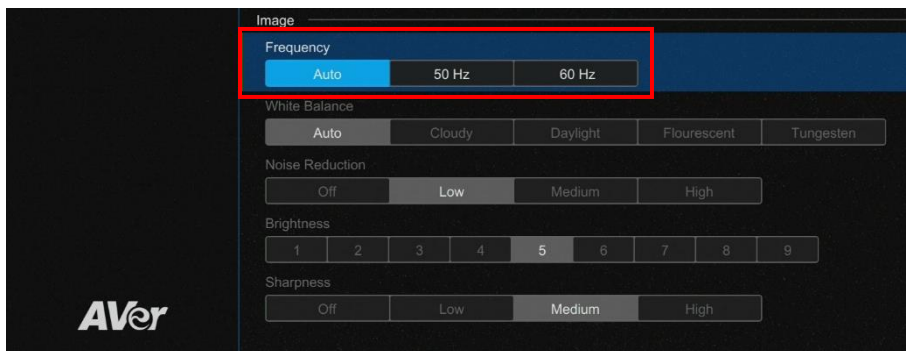 Image
Frequency
Auto 50 Hz 60 Hz
White Balance
Auto Cloudy Daylight Flourescent Tungesten
Noise Reduction
Off Low Medium High
Brightness
1 2 3 4 5 6 7 8 9
Sharpness
Off Low Medium High
AVer